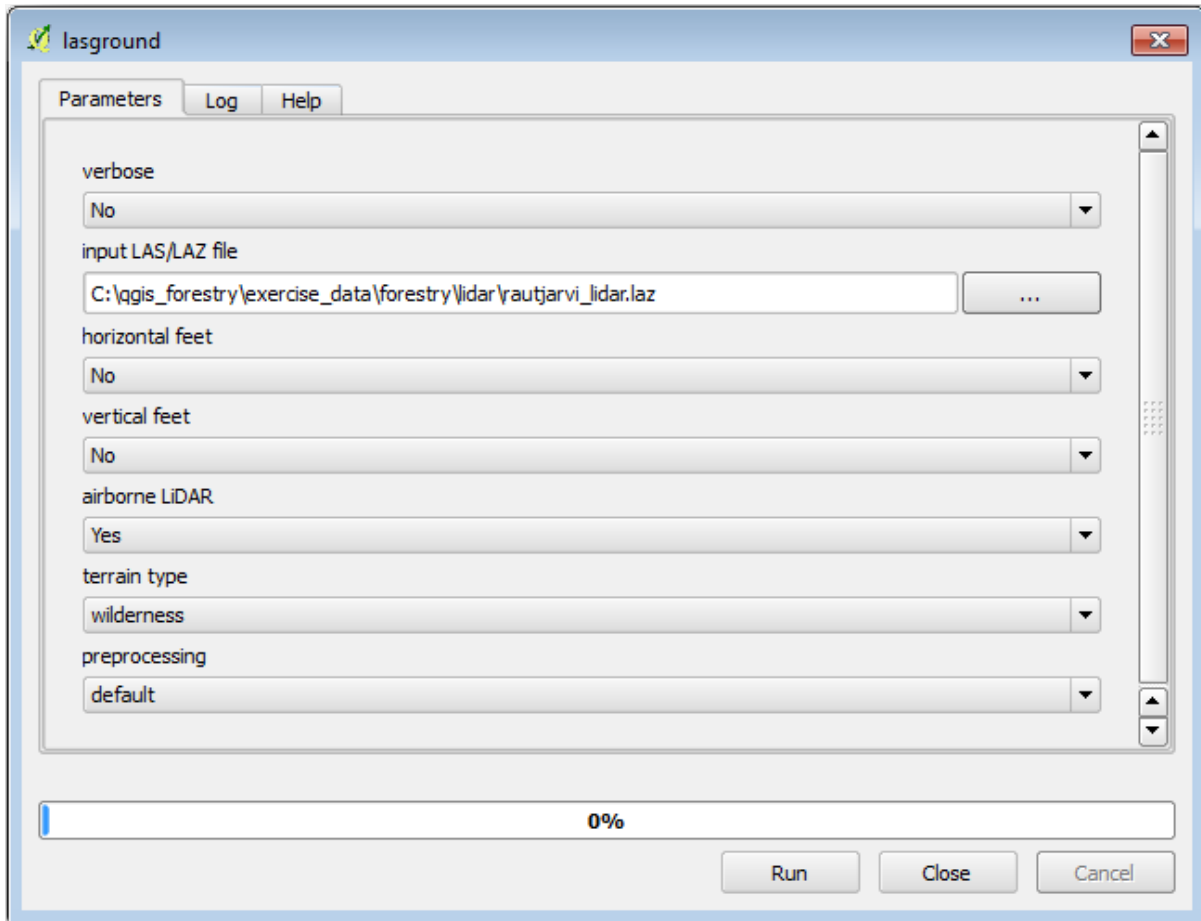 lasground
Parameters Log Help
verbose
No
input LAS/LAZ file
C:\qgis_forestry\exercise_data\forestry\lidar\rautjarvi_lidar.laz ...
horizontal feet
No
vertical feet
No
airborne LiDAR
Yes
terrain type
wilderness
preprocessing
default
0%
Run Close Cancel